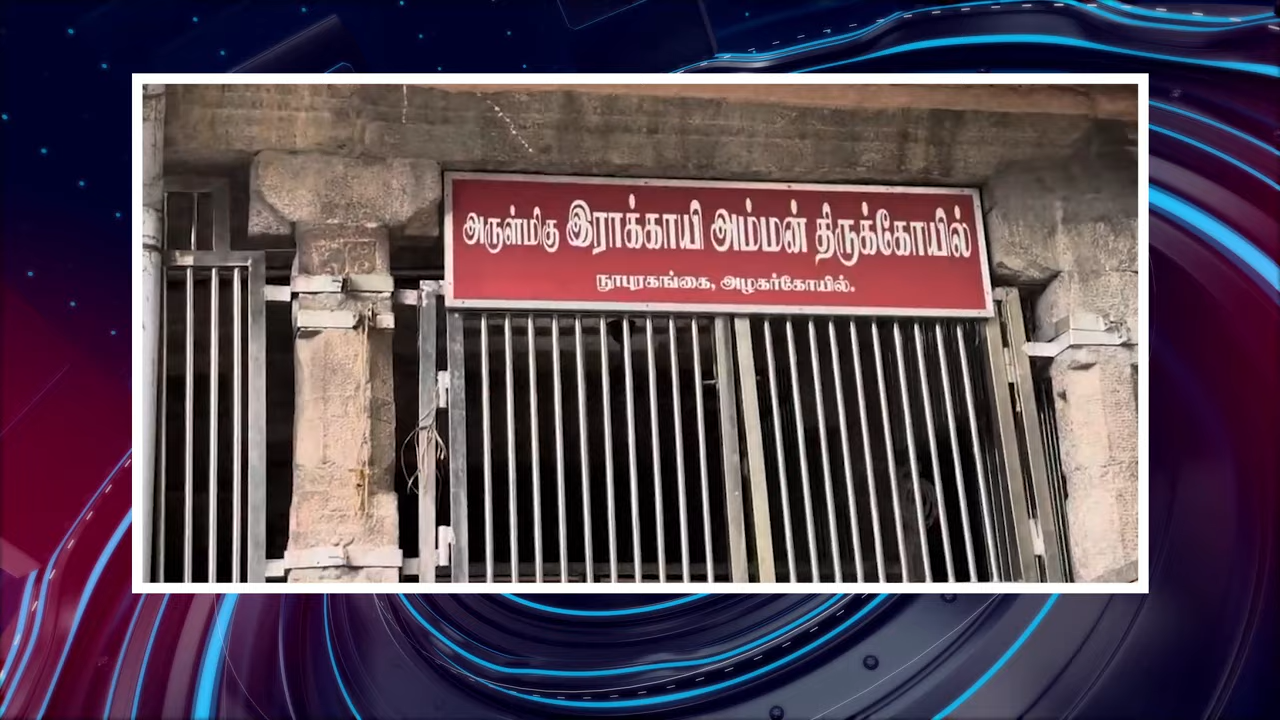 அருள்மிகு இராக்காயி அம்மன் திருக்கோயில்
நூபுரகங்கை, அழகர்கோயில்.